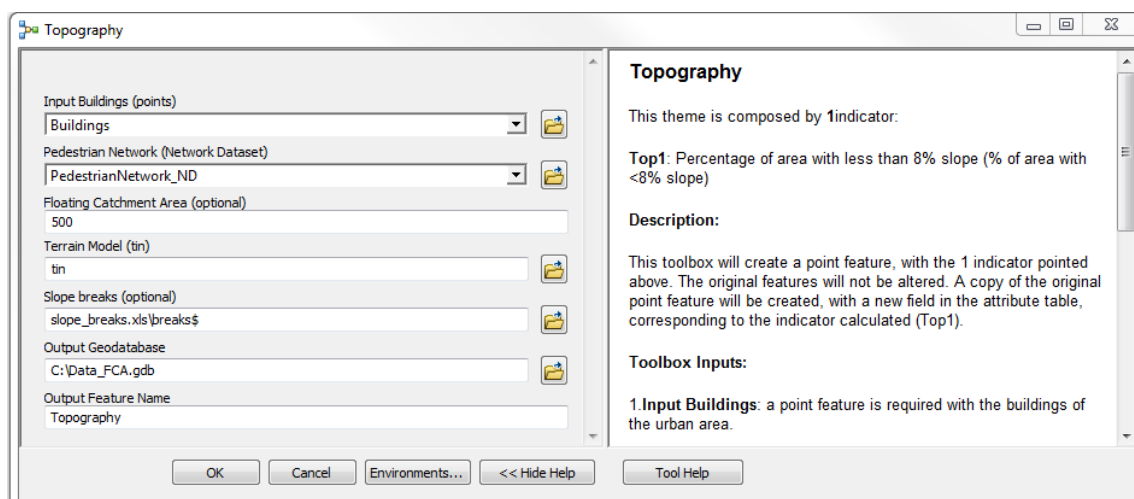 Topography
Input Buildings (points)
Buildings
Pedestrian Network (Network Dataset)
PedestrianNetwork_ND
Floating Catchment Area (optional)
500
Terrain Model (tin)
tin
Slope breaks (optional)
slope_breaks.xls\breaks$
Output Geodatabase
C:\Data_FCA.gdb
Output Feature Name
Topography
Topography
This theme is composed by 1indicator:
Top1: Percentage of area with less than 8% slope (% of area with
<8% slope)
Description:
This toolbox will create a point feature, with the 1 indicator pointed
above. The original features will not be altered. A copy of the original
point feature will be created, with a new field in the attribute table,
corresponding to the indicator calculated (Top1).
Toolbox Inputs:
1.Input Buildings: a point feature is required with the buildings of
the urban area.
OK Cancel Environments... << Hide Help Tool Help